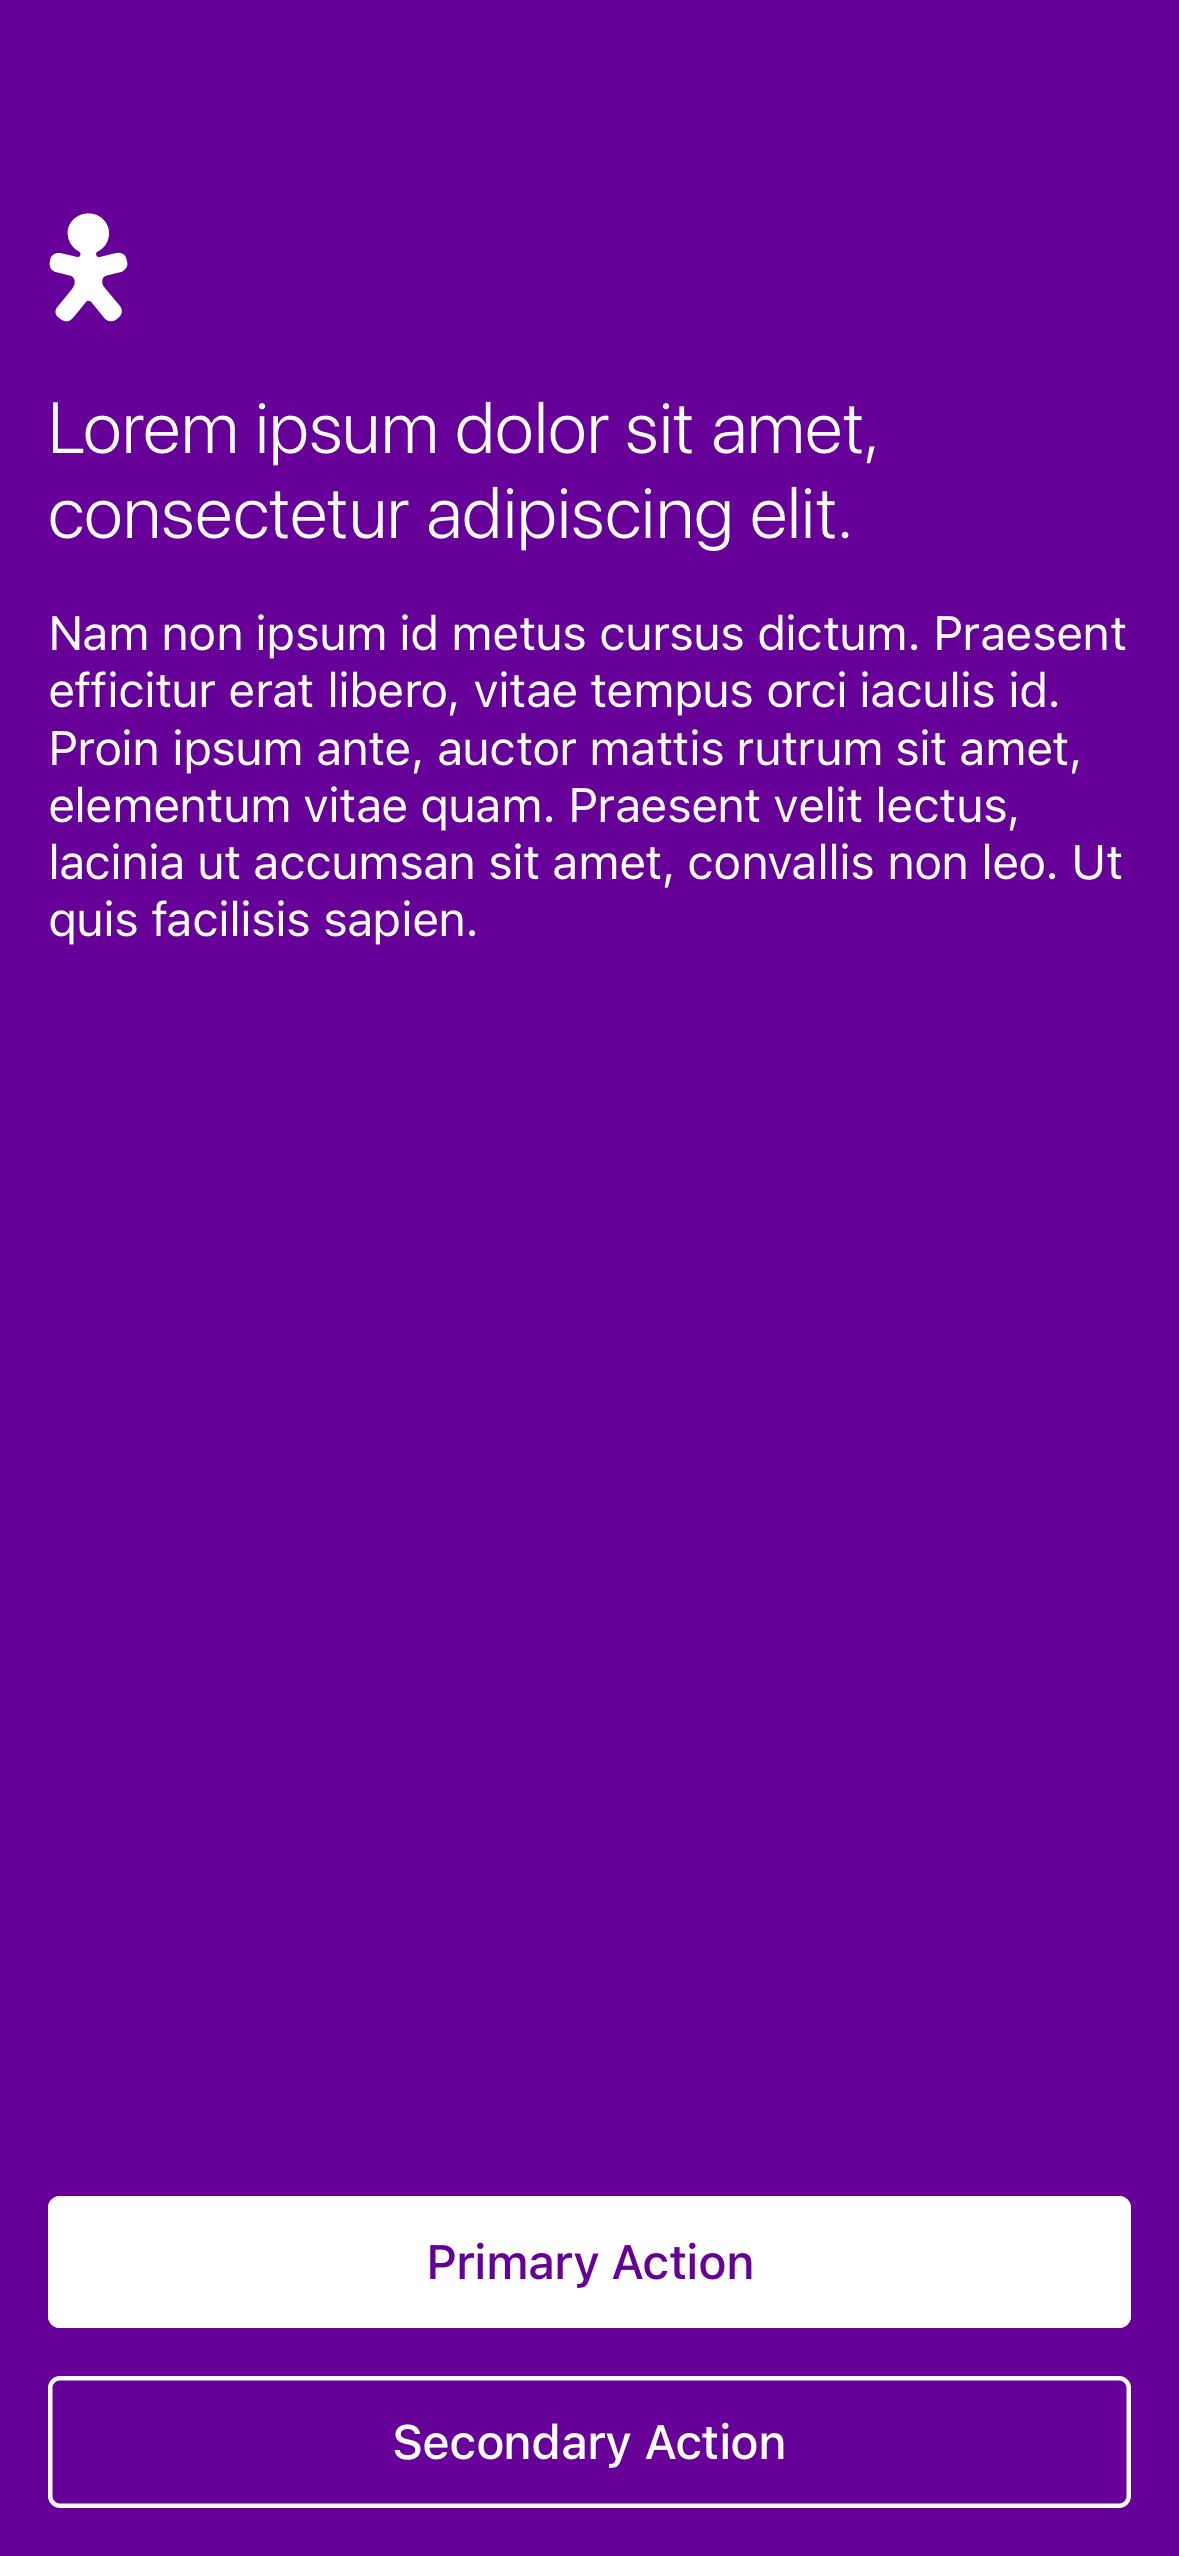 Lorem ipsum dolor sit amet,
consectetur adipiscing elit.
Nam non ipsum id metus cursus dictum. Praesent
efficitur erat libero, vitae tempus orci iaculis id.
Proin ipsum ante, auctor mattis rutrum sit amet,
elementum vitae quam. Praesent velit lectus,
lacinia ut accumsan sit amet, convallis non leo. Ut
quis facilisis sapien.
Primary Action
Secondary Action